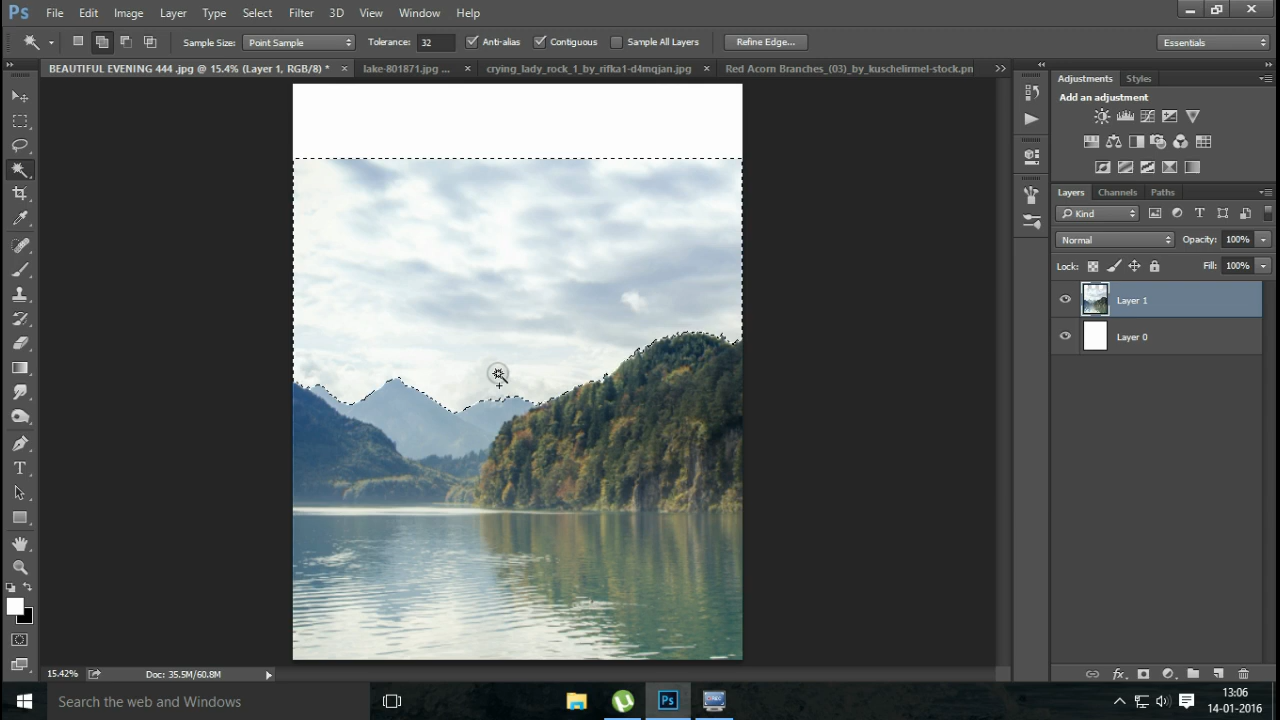 Ps File Edit Image Layer Type Select Filter 3D View Window Help
Sample Size: Point Sample Tolerance: 32 Anti-alias Contiguous Sample All Layers Refine Edge... Essentials
BEAUTIFUL EVENING 444 .jpg @ 15.4% (Layer 1, RGB/8) * × lake-801871.jpg ... × crying_lady_rock_1_by_rifka1-d4mqjan.jpg × Red Acorn Branches_(03)_by_kuschelirmel-stock.pn
Adjustments Styles
Add an adjustment
Layers Channels Paths
Kind
Normal Opacity: 100%
Lock: Fill: 100%
Layer 1
Layer 0
15.42% Doc: 35.5M/60.8M
Search the web and Windows
Ps
13:06
14-01-2016